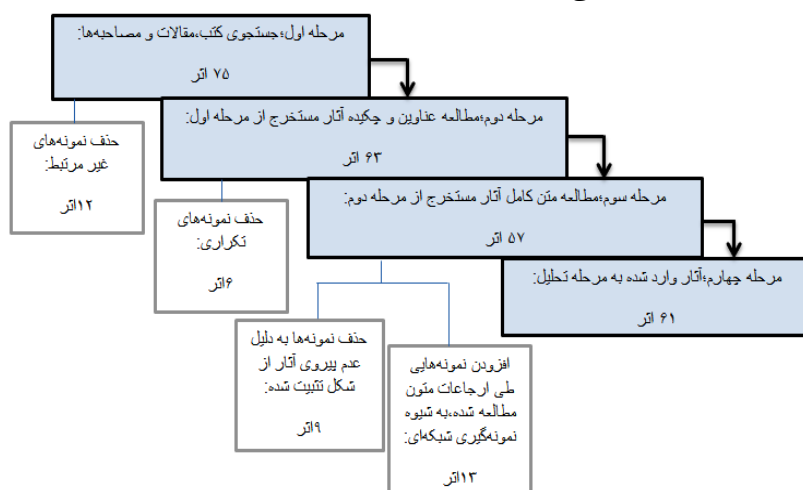 مرحله اول؛جستجوی کتب،مقالات و مصاحبه‌ها:
۷۵ اثر
مرحله دوم؛مطالعه عناوین و چکیده آثار مستخرج از مرحله اول:
۶۳ اثر
حذف نمونه‌های
غیر مرتبط:
۱۲اثر
مرحله سوم؛مطالعه متن کامل آثار مستخرج از مرحله دوم:
۵۷ اثر
حذف نمونه‌های
تکراری:
۶اثر
مرحله چهارم؛آثار وارد شده به مرحله تحلیل:
۶۱ اثر
حذف نمونه‌ها به دلیل
عدم پیروی آثار از
شکل تثبیت شده:
۹اثر
افزودن نمونه‌هایی
طی ارجاعات متون
مطالعه شده،به شیوه
نمونه‌گیری شبکه‌ای:
۱۳اثر